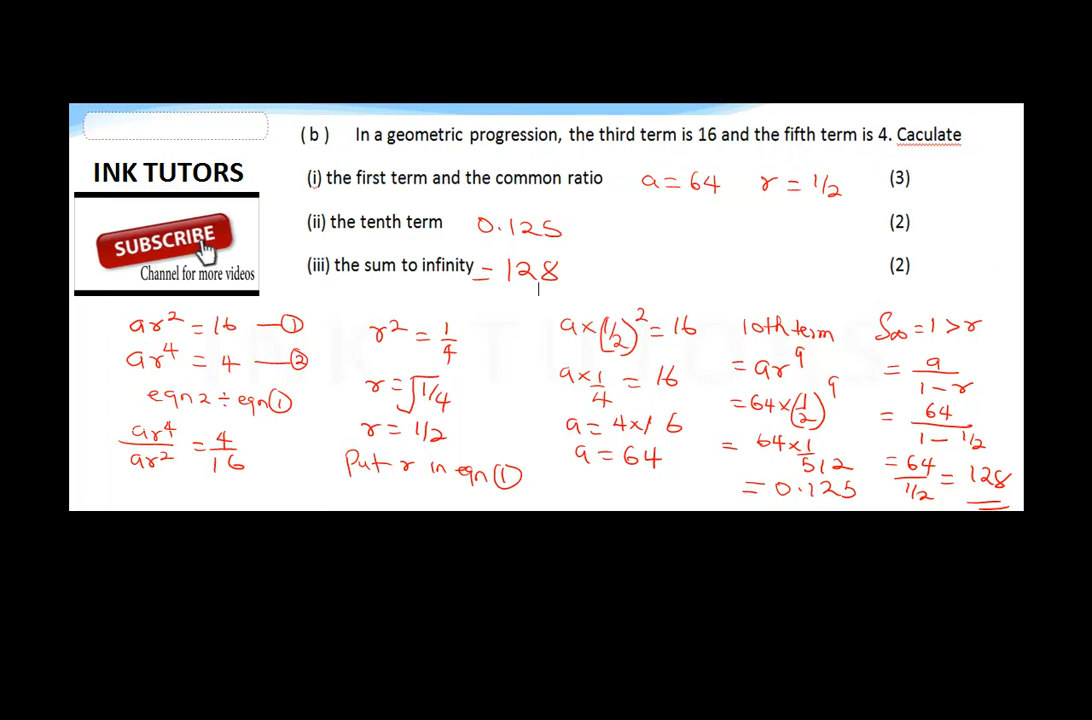 (b) In a geometric progression, the third term is 16 and the fifth term is 4. Caculate
INK TUTORS
(i) the first term and the common ratio a = 64 r = 1/2 (3)
(ii) the tenth term 0.125 (2)
(iii) the sum to infinity = 128 (2)
SUBSCRIBE
Channel for more videos
ar² = 16 — ①
ar⁴ = 4 — ②
eqn 2 ÷ eqn ①
ar⁴/ar² = 4/16
r² = 1/4
r = √1/4
r = 1/2
Put r in eqn ①
a × (1/2)² = 16
a × 1/4 = 16
a = 4 × 16
a = 64
10th term
= ar⁹
= 64 × (1/2)⁹
= 64 × 1/512
= 0.125
S∞ = 1 > r
= a/1 - r
= 64/1 - 1/2
= 64/1/2 = 128